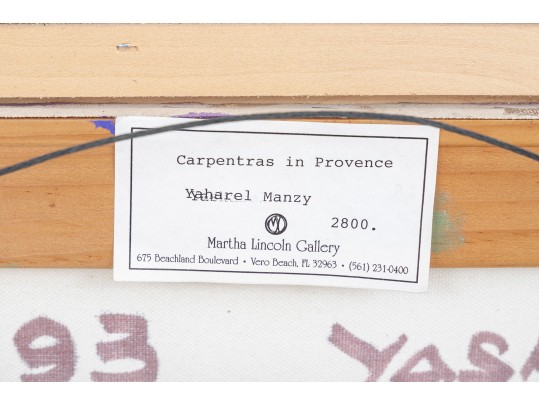 Carpentras in Provence
Yaharel Manzy
2800.
Martha Lincoln Gallery
675 Beachland Boulevard • Vero Beach, FL 32963 • (561) 231-0400
93 YAS